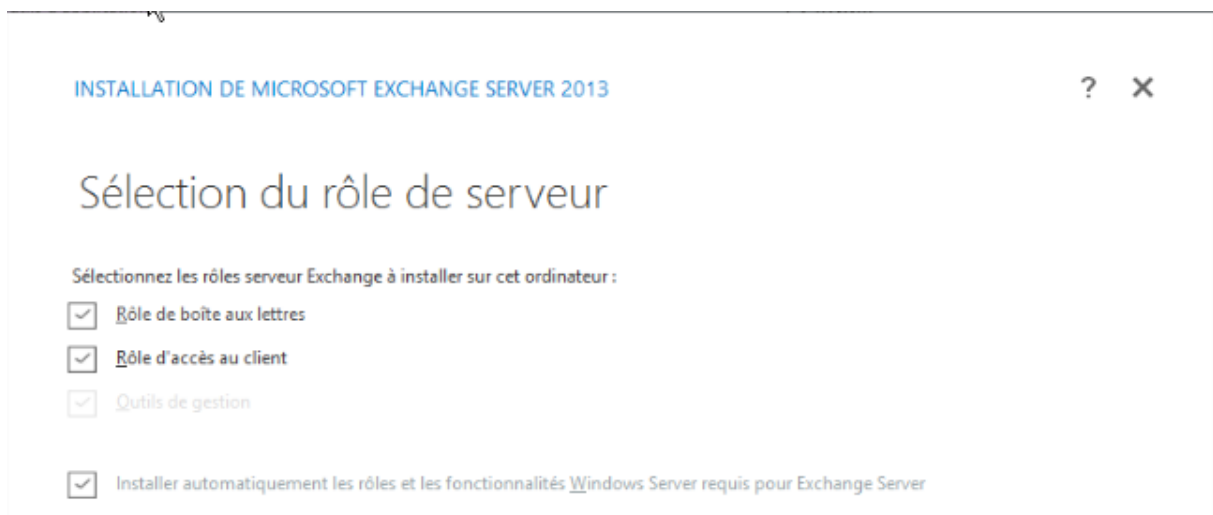 INSTALLATION DE MICROSOFT EXCHANGE SERVER 2013
? ✕
Sélection du rôle de serveur
Sélectionnez les rôles serveur Exchange à installer sur cet ordinateur :
Rôle de boîte aux lettres
Rôle d'accès au client
Outils de gestion
Installer automatiquement les rôles et les fonctionnalités Windows Server requis pour Exchange Server